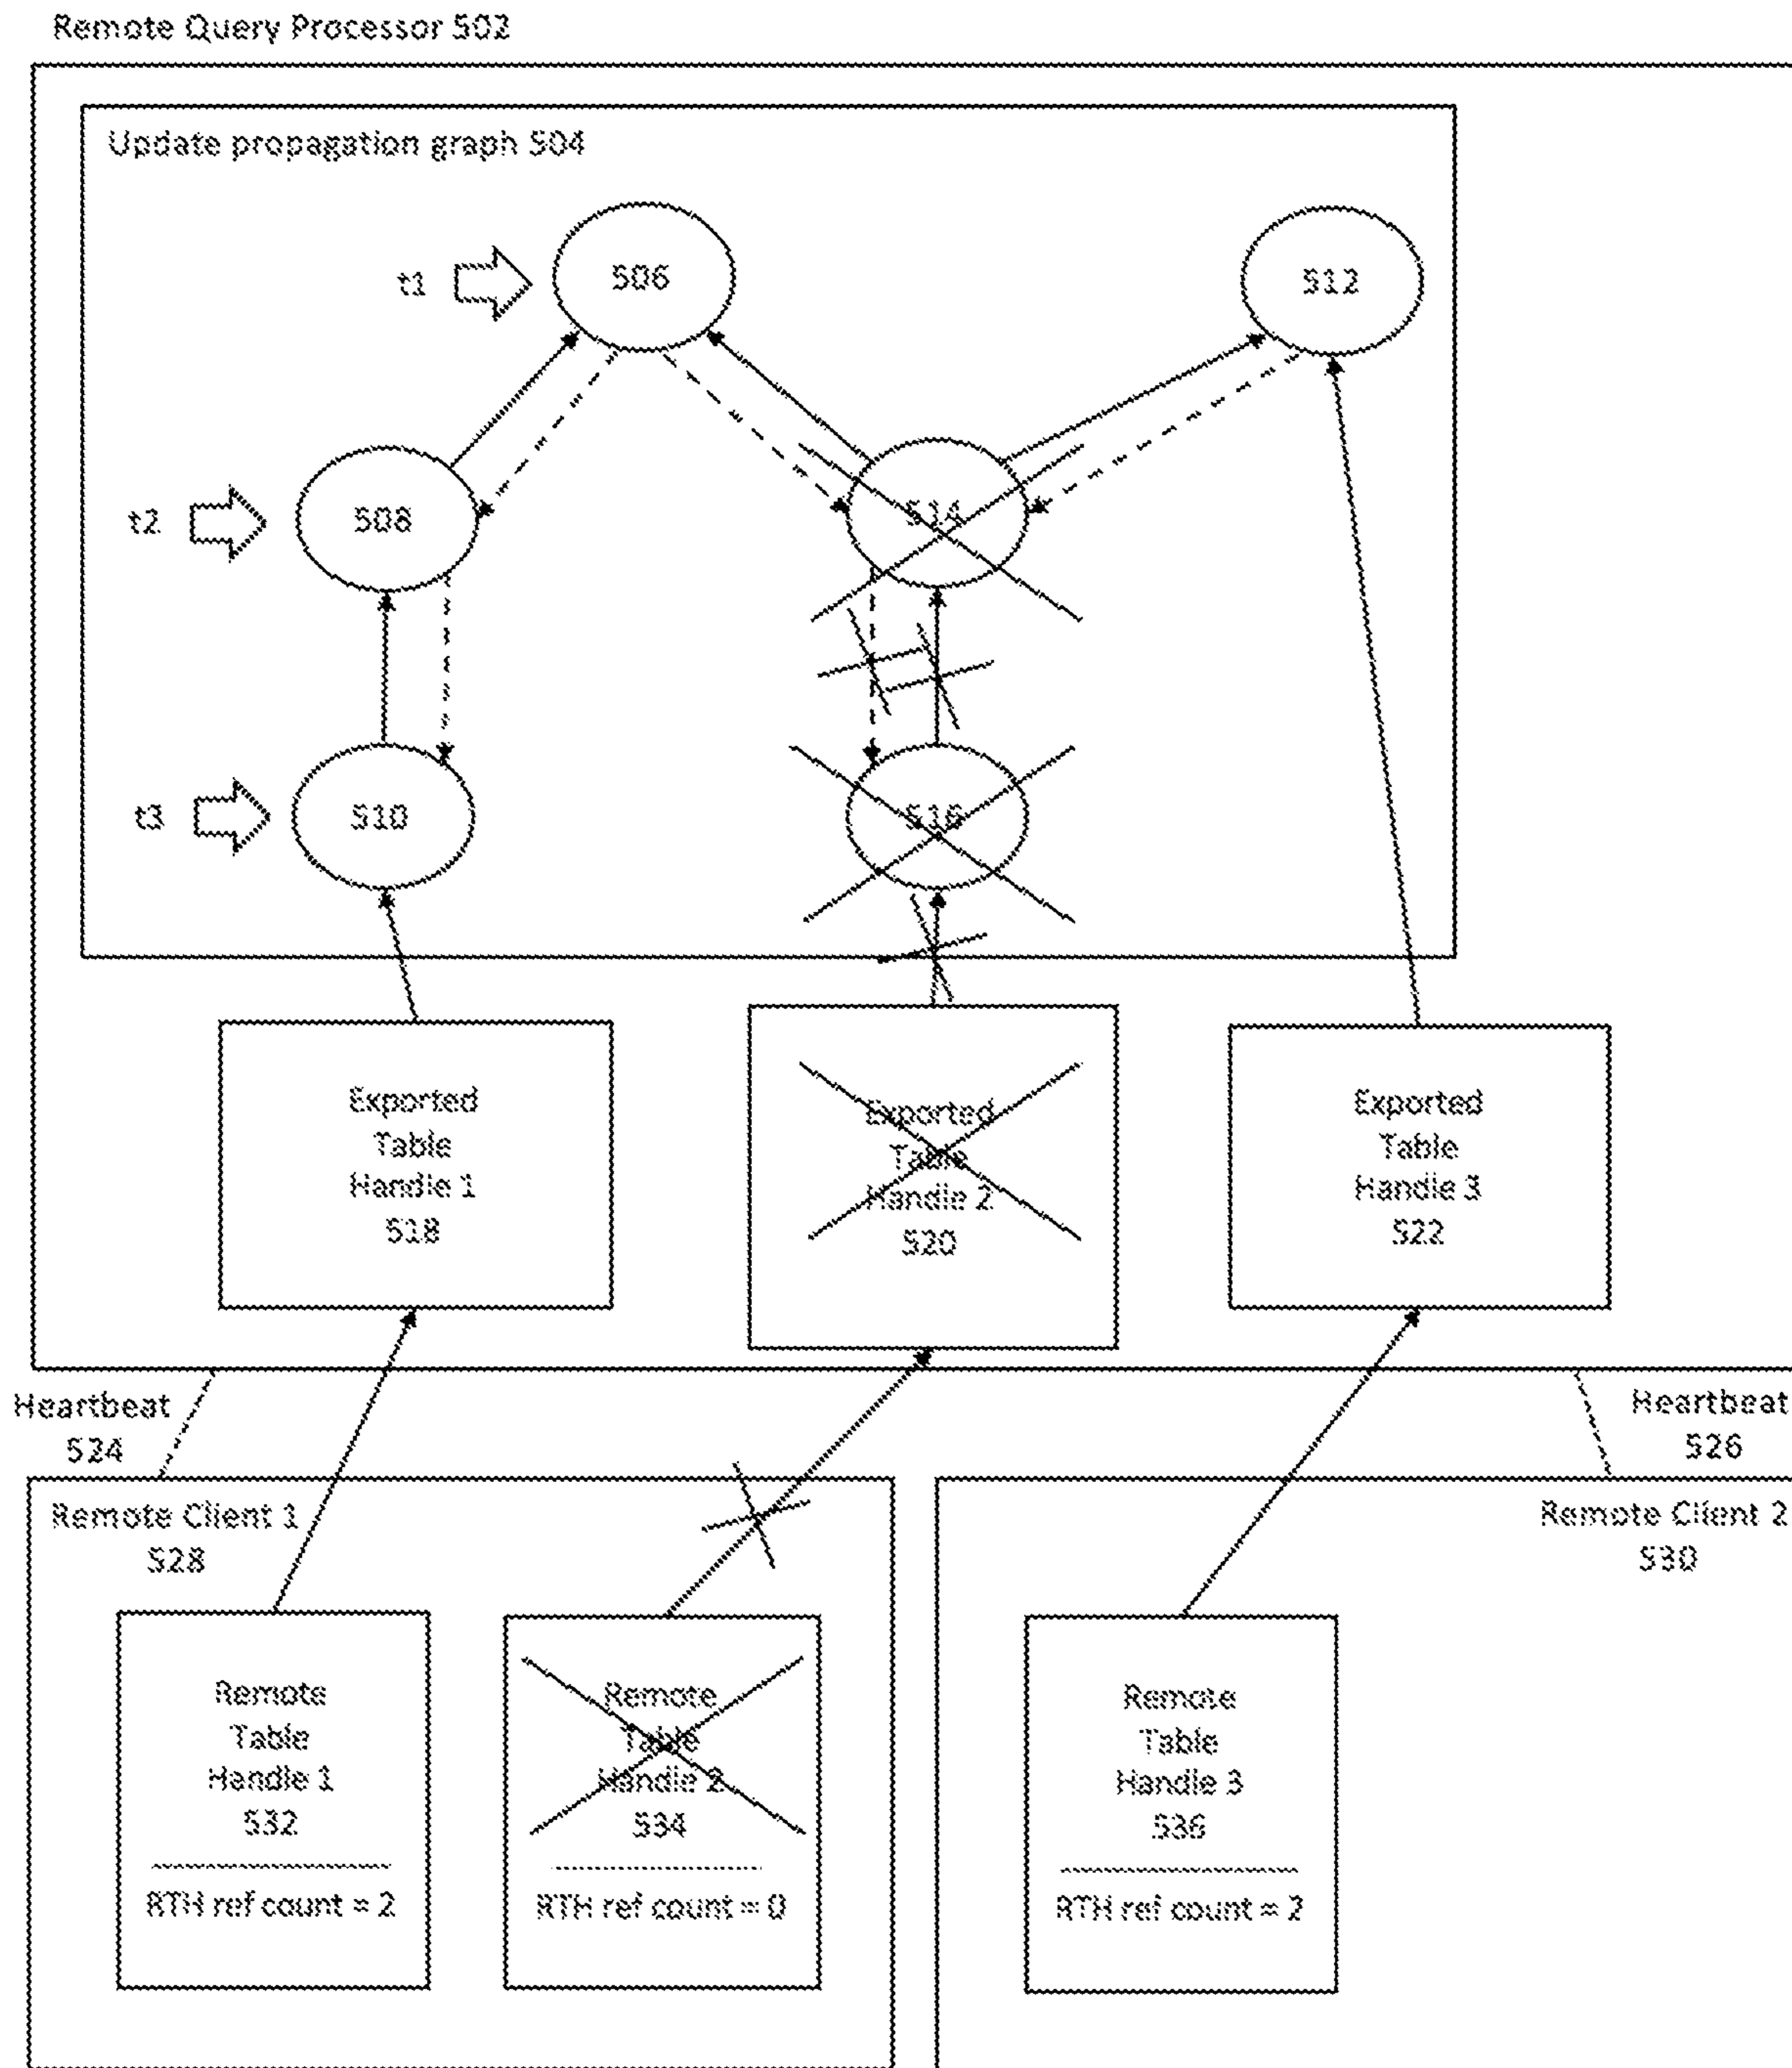 Remote Query Processor 502
Update propagation graph 504
t1
506
512
t2
508
514
t3
510
516
Exported
Table
Handle 1
518
Exported
Table
Handle 2
520
Exported
Table
Handle 3
522
Heartbeat
524
Heartbeat
526
Remote Client 1
528
Remote Client 2
530
Remote
Table
Handle 1
532
RTH ref count = 2
Remote
Table
Handle 2
534
RTH ref count = 0
Remote
Table
Handle 3
536
RTH ref count = 2